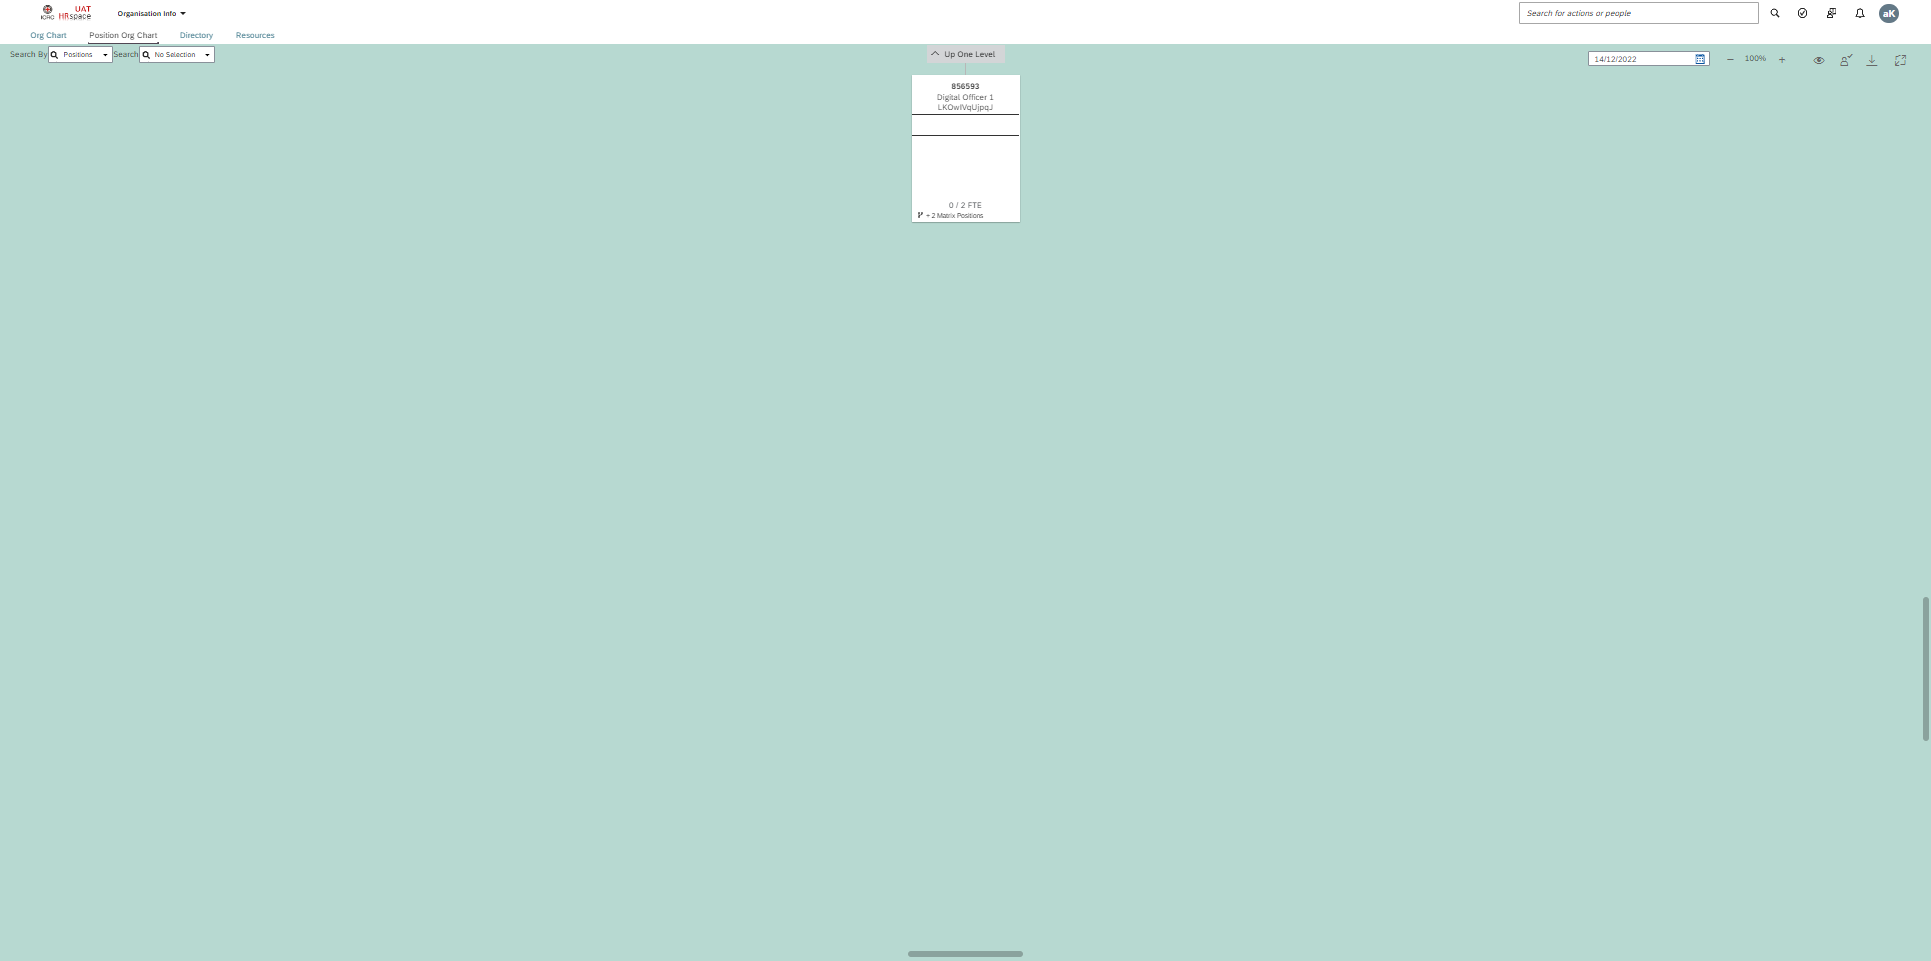 ICRC
UAT
HRspace
Organisation Info
Search for actions or people
aK
Org Chart
Position Org Chart
Directory
Resources
Search By
Positions
Search
No Selection
Up One Level
14/12/2022
100%
856593
Digital Officer 1
LKOwIVqUjpqJ
0 / 2 FTE
+ 2 Matrix Positions